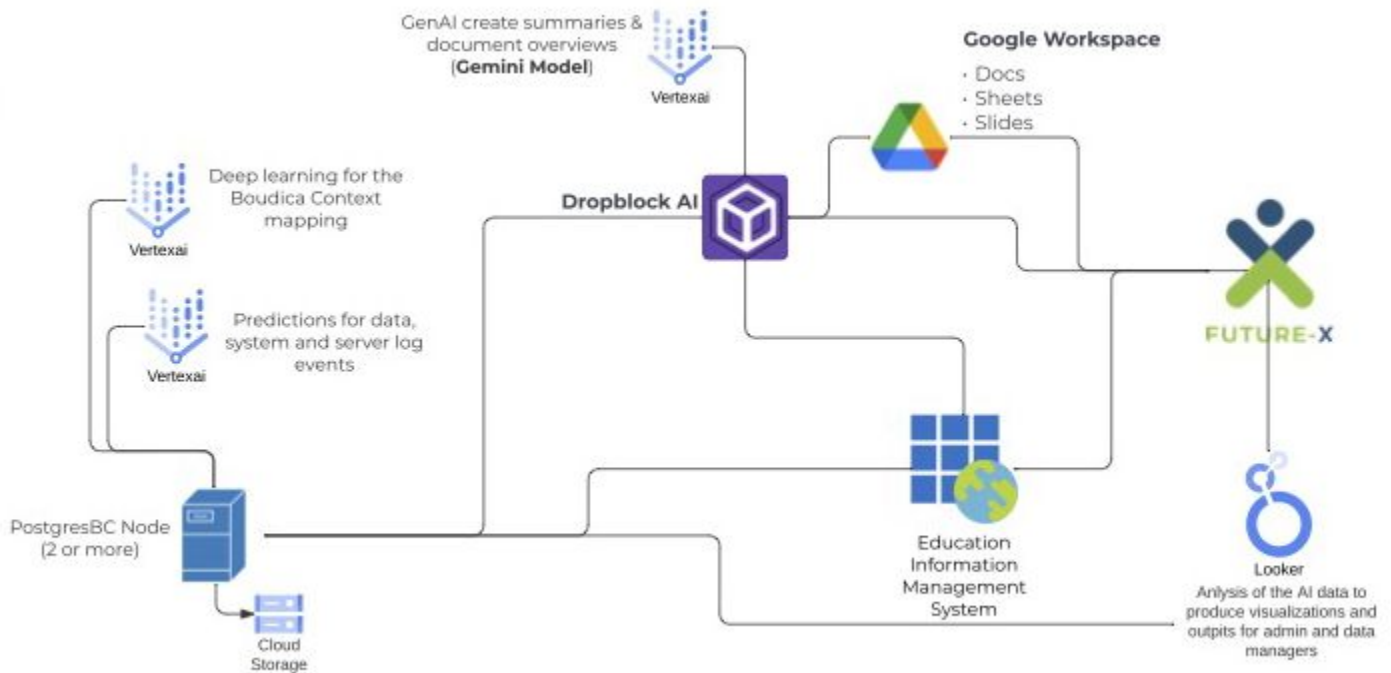 GenAI create summaries &
document overviews
(Gemini Model)
Vertexai
Google Workspace
· Docs
· Sheets
· Slides
Deep learning for the
Boudica Context
mapping
Vertexai
Dropblock AI
Predictions for data,
system and server log
events
Vertexai
FUTURE-X
PostgresBC Node
(2 or more)
Cloud
Storage
Education
Information
Management
System
Looker
Anlysis of the AI data to
produce visualizations and
outpits for admin and data
managers